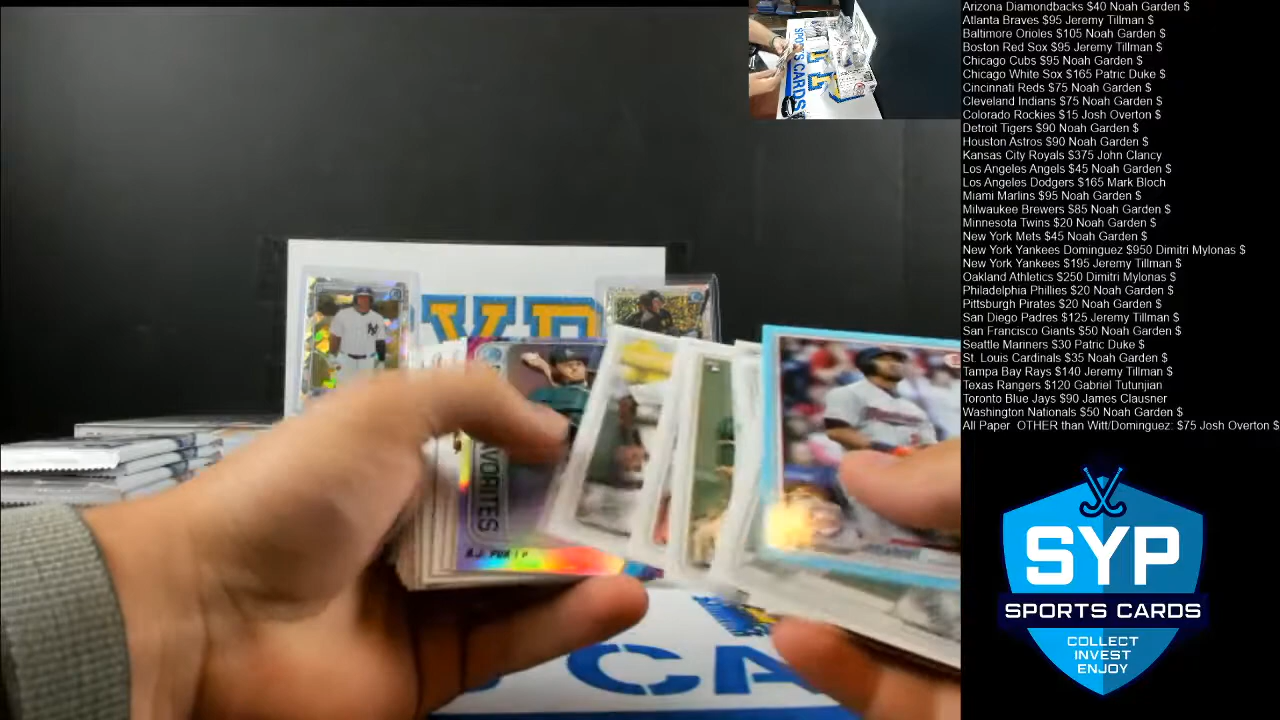 Arizona Diamondbacks $40 Noah Garden $
Atlanta Braves $95 Jeremy Tillman $
Baltimore Orioles $105 Noah Garden $
Boston Red Sox $95 Jeremy Tillman $
Chicago Cubs $95 Noah Garden $
Chicago White Sox $165 Patric Duke $
Cincinnati Reds $75 Noah Garden $
Cleveland Indians $75 Noah Garden $
Colorado Rockies $15 Josh Overton $
Detroit Tigers $90 Noah Garden $
Houston Astros $90 Noah Garden $
Kansas City Royals $375 John Clancy
Los Angeles Angels $45 Noah Garden $
Los Angeles Dodgers $165 Mark Bloch
Miami Marlins $95 Noah Garden $
Milwaukee Brewers $85 Noah Garden $
Minnesota Twins $20 Noah Garden $
New York Mets $45 Noah Garden $
New York Yankees Dominguez $950 Dimitri Mylonas $
New York Yankees $195 Jeremy Tillman $
Oakland Athletics $250 Dimitri Mylonas $
Philadelphia Phillies $20 Noah Garden $
Pittsburgh Pirates $20 Noah Garden $
San Diego Padres $125 Jeremy Tillman $
San Francisco Giants $50 Noah Garden $
Seattle Mariners $30 Patric Duke $
St. Louis Cardinals $35 Noah Garden $
Tampa Bay Rays $140 Jeremy Tillman $
Texas Rangers $120 Gabriel Tutunjian
Toronto Blue Jays $90 James Clausner
Washington Nationals $50 Noah Garden $
All Paper OTHER than Witt/Dominguez: $75 Josh Overton $
SYP
SPORTS CARDS
COLLECT
INVEST
ENJOY
SPORTS CARDS
YP
VORITES
A.J. PUK
CA